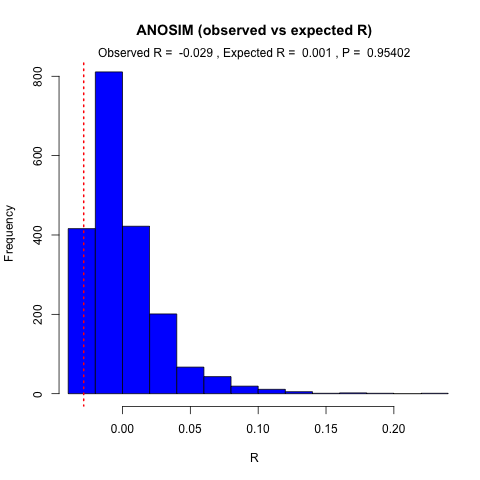 ANOSIM (observed vs expected R)
Observed R =  -0.029 , Expected R =  0.001 , P =  0.95402
Frequency
800
600
400
200
0
0.00 0.05 0.10 0.15 0.20
R